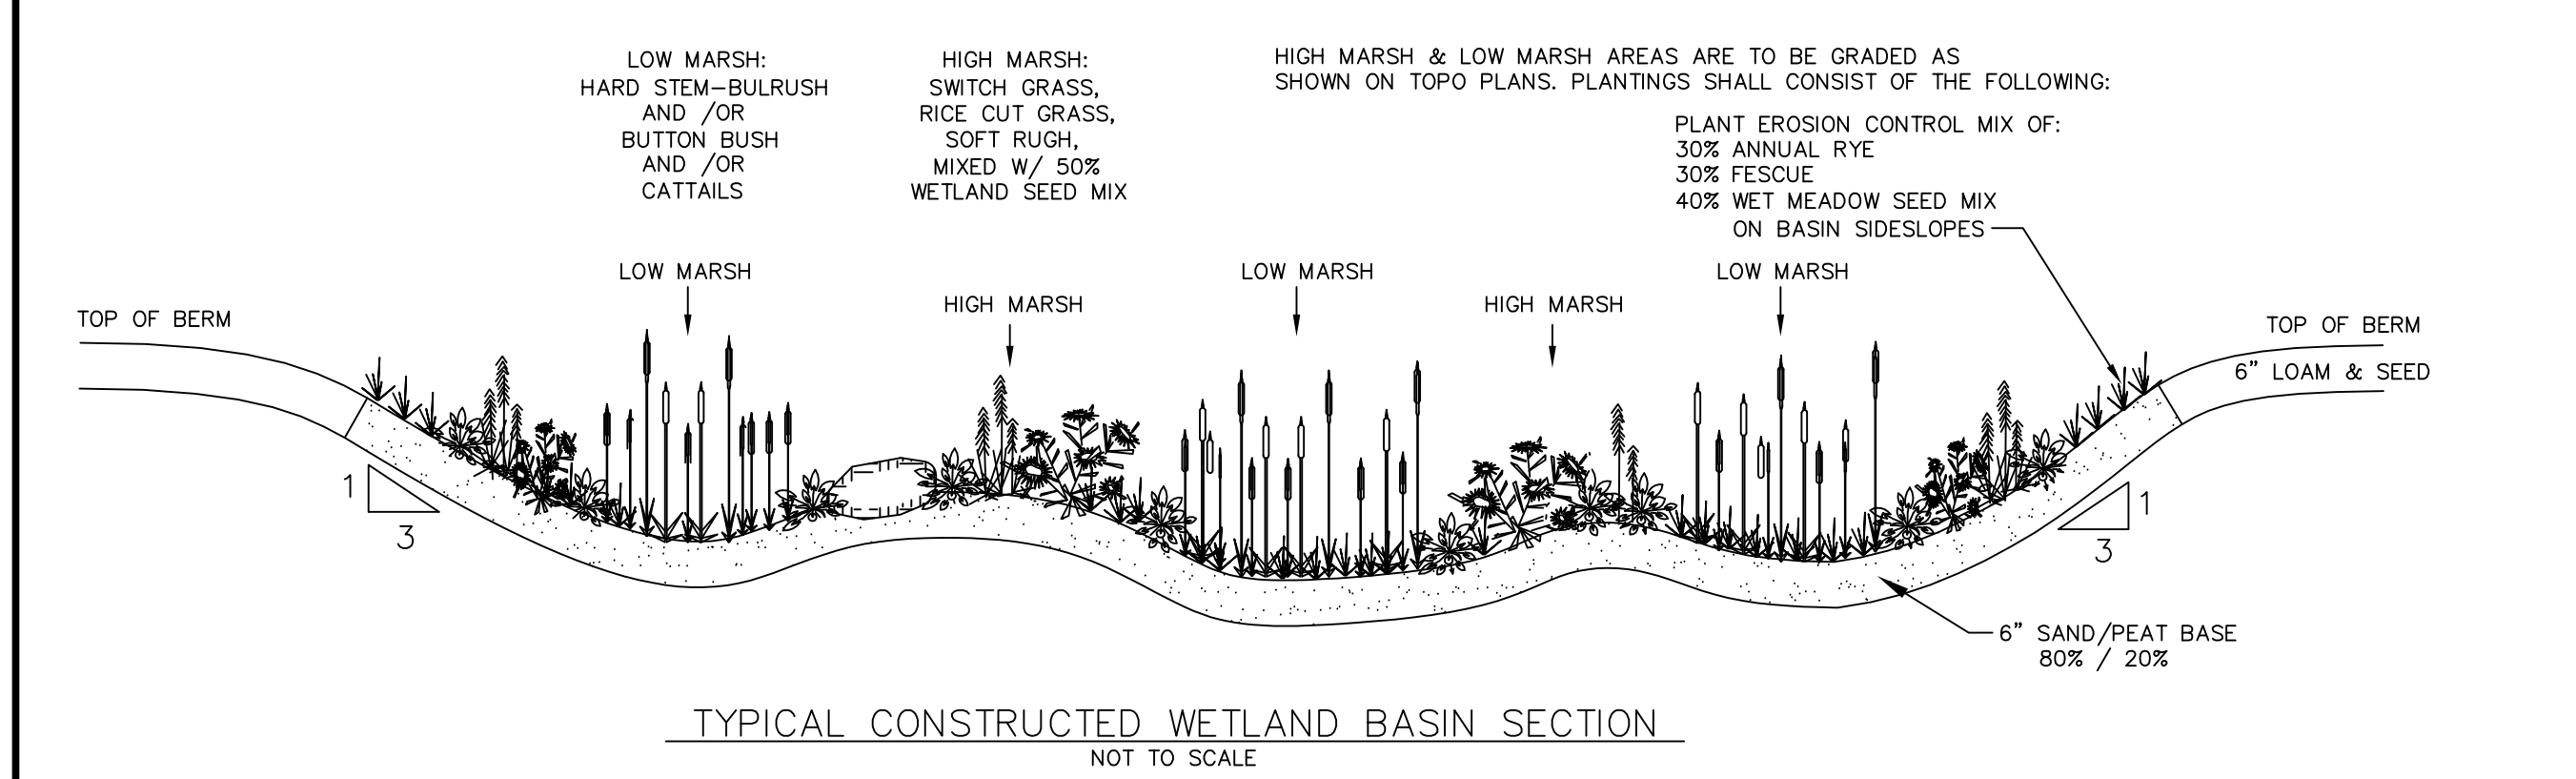 LOW MARSH:
HARD STEM-BULRUSH
AND /OR
BUTTON BUSH
AND /OR
CATTAILS
HIGH MARSH:
SWITCH GRASS,
RICE CUT GRASS,
SOFT RUGH,
MIXED W/ 50%
WETLAND SEED MIX
HIGH MARSH & LOW MARSH AREAS ARE TO BE GRADED AS
SHOWN ON TOPO PLANS. PLANTINGS SHALL CONSIST OF THE FOLLOWING:
PLANT EROSION CONTROL MIX OF:
30% ANNUAL RYE
30% FESCUE
40% WET MEADOW SEED MIX
ON BASIN SIDESLOPES
LOW MARSH
HIGH MARSH
LOW MARSH
HIGH MARSH
LOW MARSH
TOP OF BERM
TOP OF BERM
6" LOAM & SEED
1
3
1
3
6" SAND/PEAT BASE
80% / 20%
TYPICAL CONSTRUCTED WETLAND BASIN SECTION
NOT TO SCALE